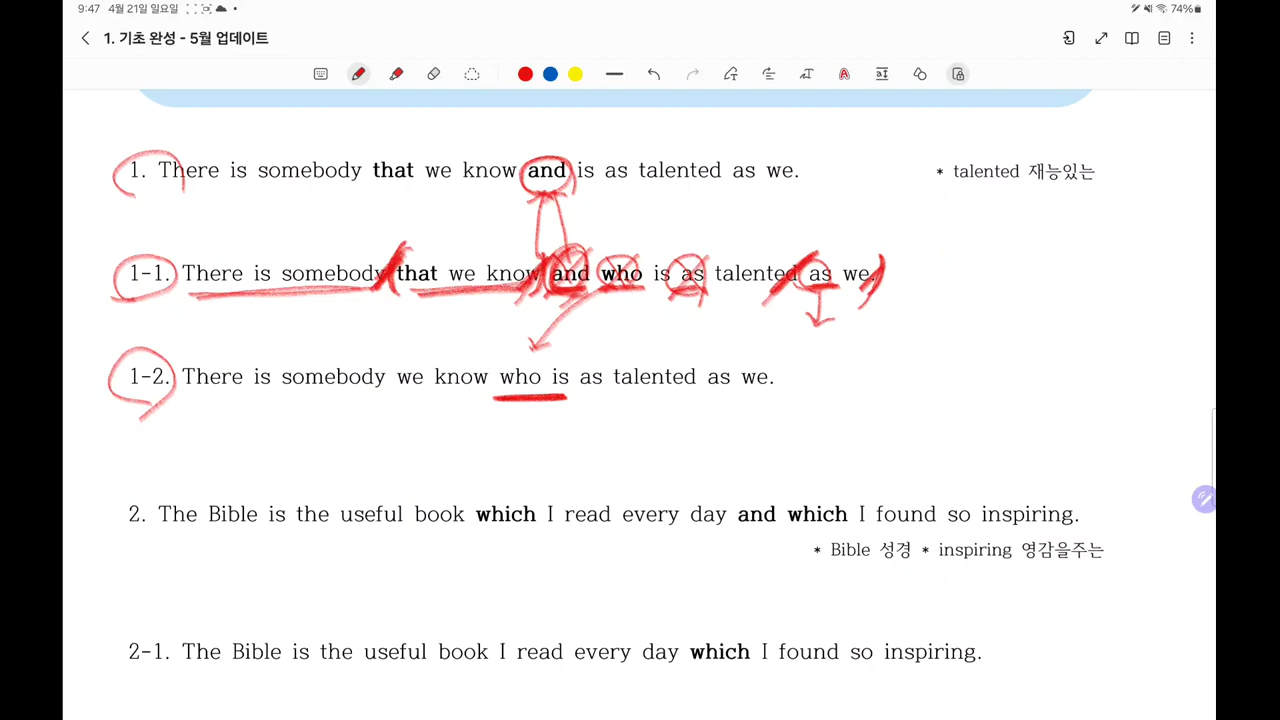 9:47 4월 21일 일요일 74%
1. 기초 완성 - 5월 업데이트
1. There is somebody that we know and is as talented as we. * talented 재능있는
1-1. There is somebody that we know and who is as talented as we.
1-2. There is somebody we know who is as talented as we.
2. The Bible is the useful book which I read every day and which I found so inspiring.
* Bible 성경 * inspiring 영감을주는
2-1. The Bible is the useful book I read every day which I found so inspiring.